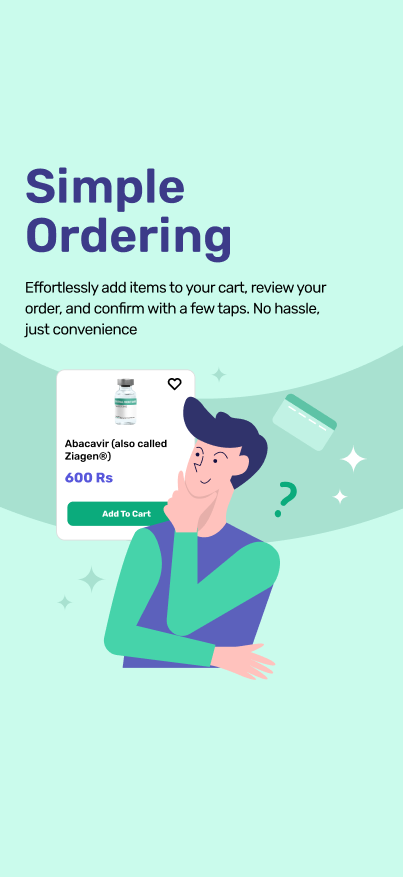 Simple
Ordering
Effortlessly add items to your cart, review your
order, and confirm with a few taps. No hassle,
just convenience
Abacavir (also called
Ziagen®)
600 Rs
Add To Cart
?